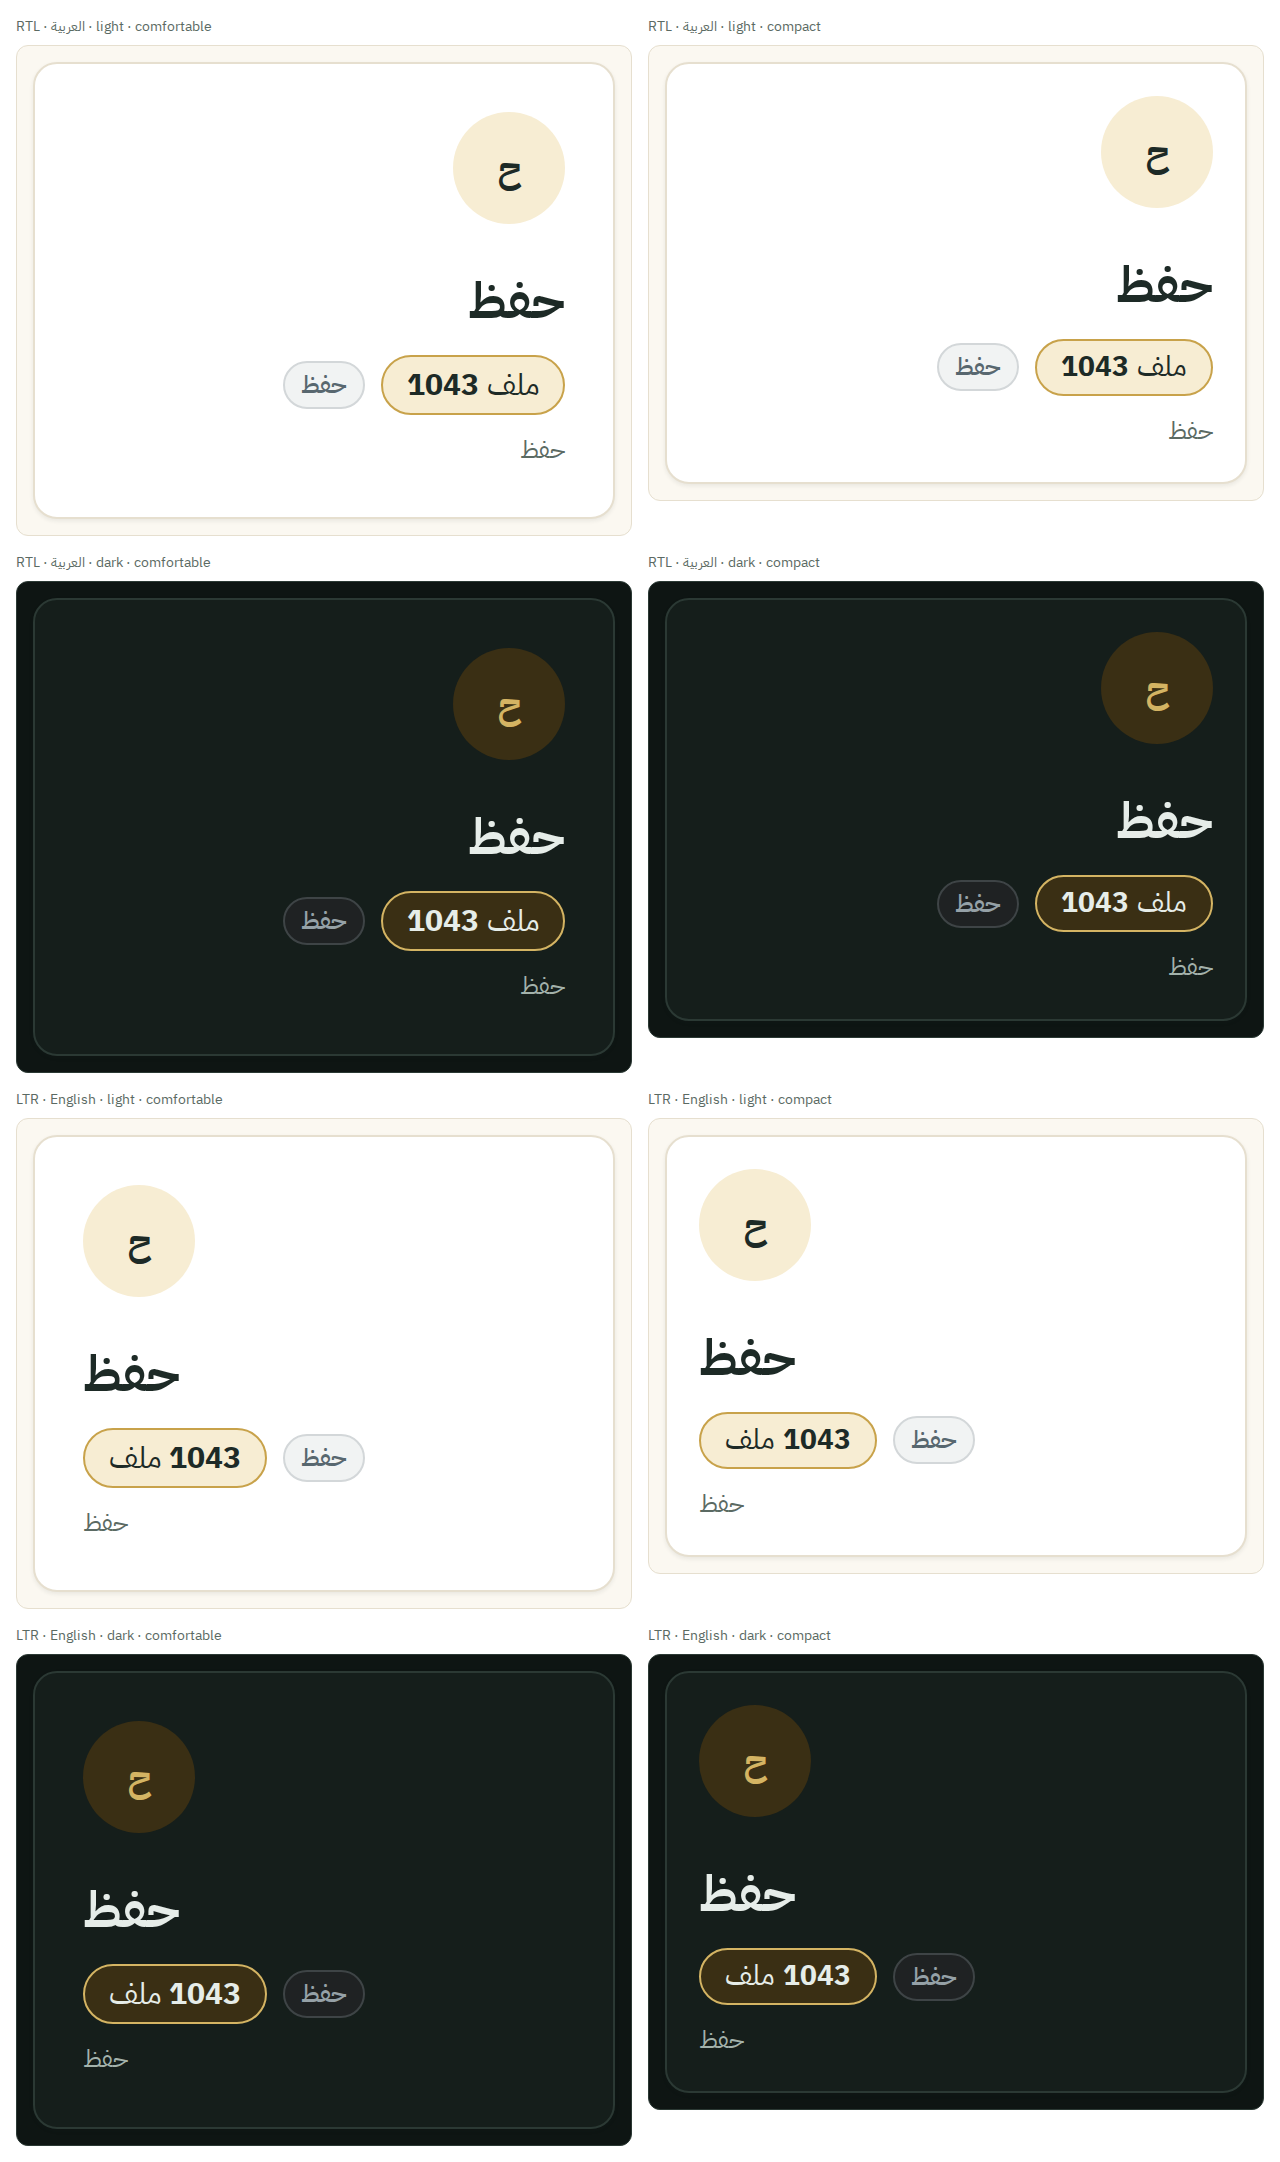 RTL · العربية · light · comfortable
ح
حفظ
ملف 1043 حفظ
حفظ
RTL · العربية · light · compact
ح
حفظ
ملف 1043 حفظ
حفظ
RTL · العربية · dark · comfortable
ح
حفظ
ملف 1043 حفظ
حفظ
RTL · العربية · dark · compact
ح
حفظ
ملف 1043 حفظ
حفظ
LTR · English · light · comfortable
ح
حفظ
ملف 1043 حفظ
حفظ
LTR · English · light · compact
ح
حفظ
ملف 1043 حفظ
حفظ
LTR · English · dark · comfortable
ح
حفظ
ملف 1043 حفظ
حفظ
LTR · English · dark · compact
ح
حفظ
ملف 1043 حفظ
حفظ